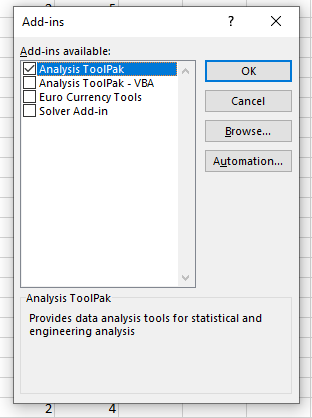 Add-ins
?
Add-ins available:
Analysis ToolPak
Analysis ToolPak - VBA
Euro Currency Tools
Solver Add-in
OK
Cancel
Browse...
Automation...
Analysis ToolPak
Provides data analysis tools for statistical and
engineering analysis
2 4